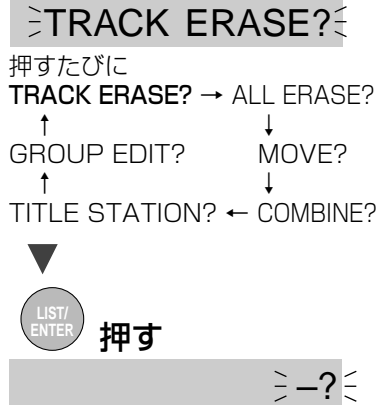 TRACK ERASE?
押すたびに
TRACK ERASE? → ALL ERASE?
↑ ↓
GROUP EDIT? MOVE?
↑ ↓
TITLE STATION? ← COMBINE?
LIST/
ENTER 押す
–?